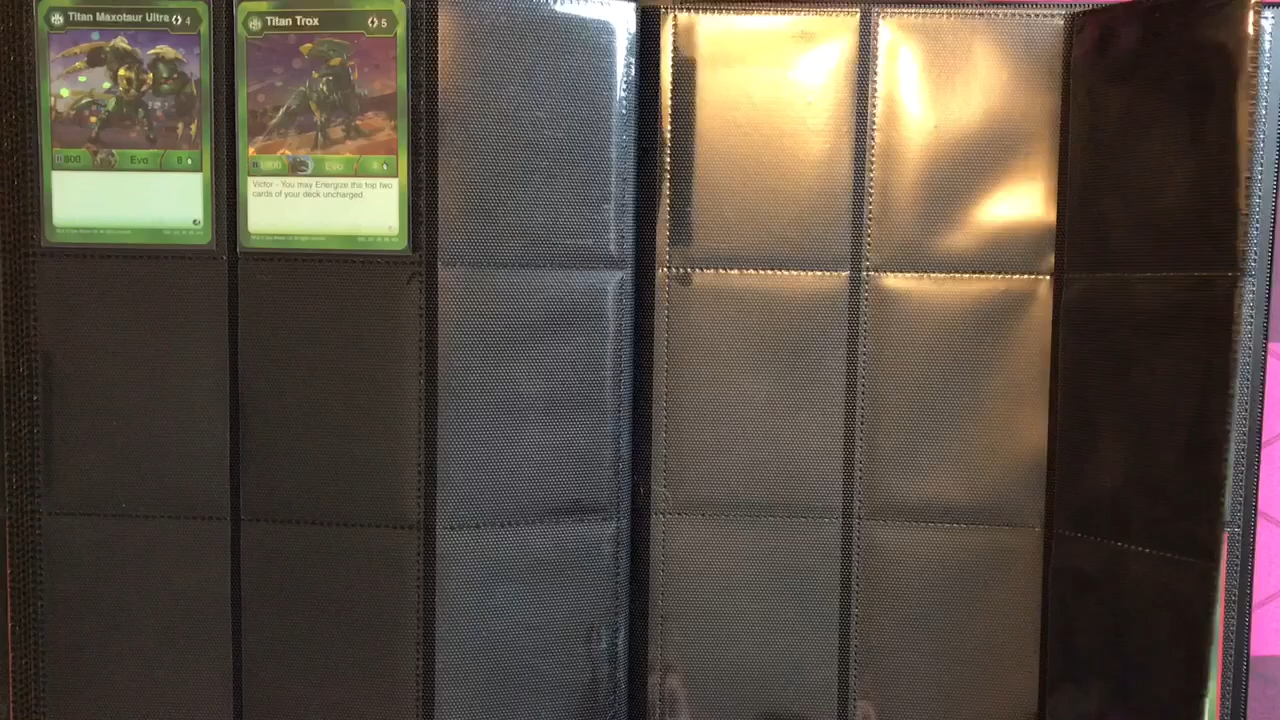 Titan Maxotaur Ultra 4
Titan Trox 5
B 800 Evo 8
Evo
Victor - You may Energize the top two
cards of your deck uncharged.